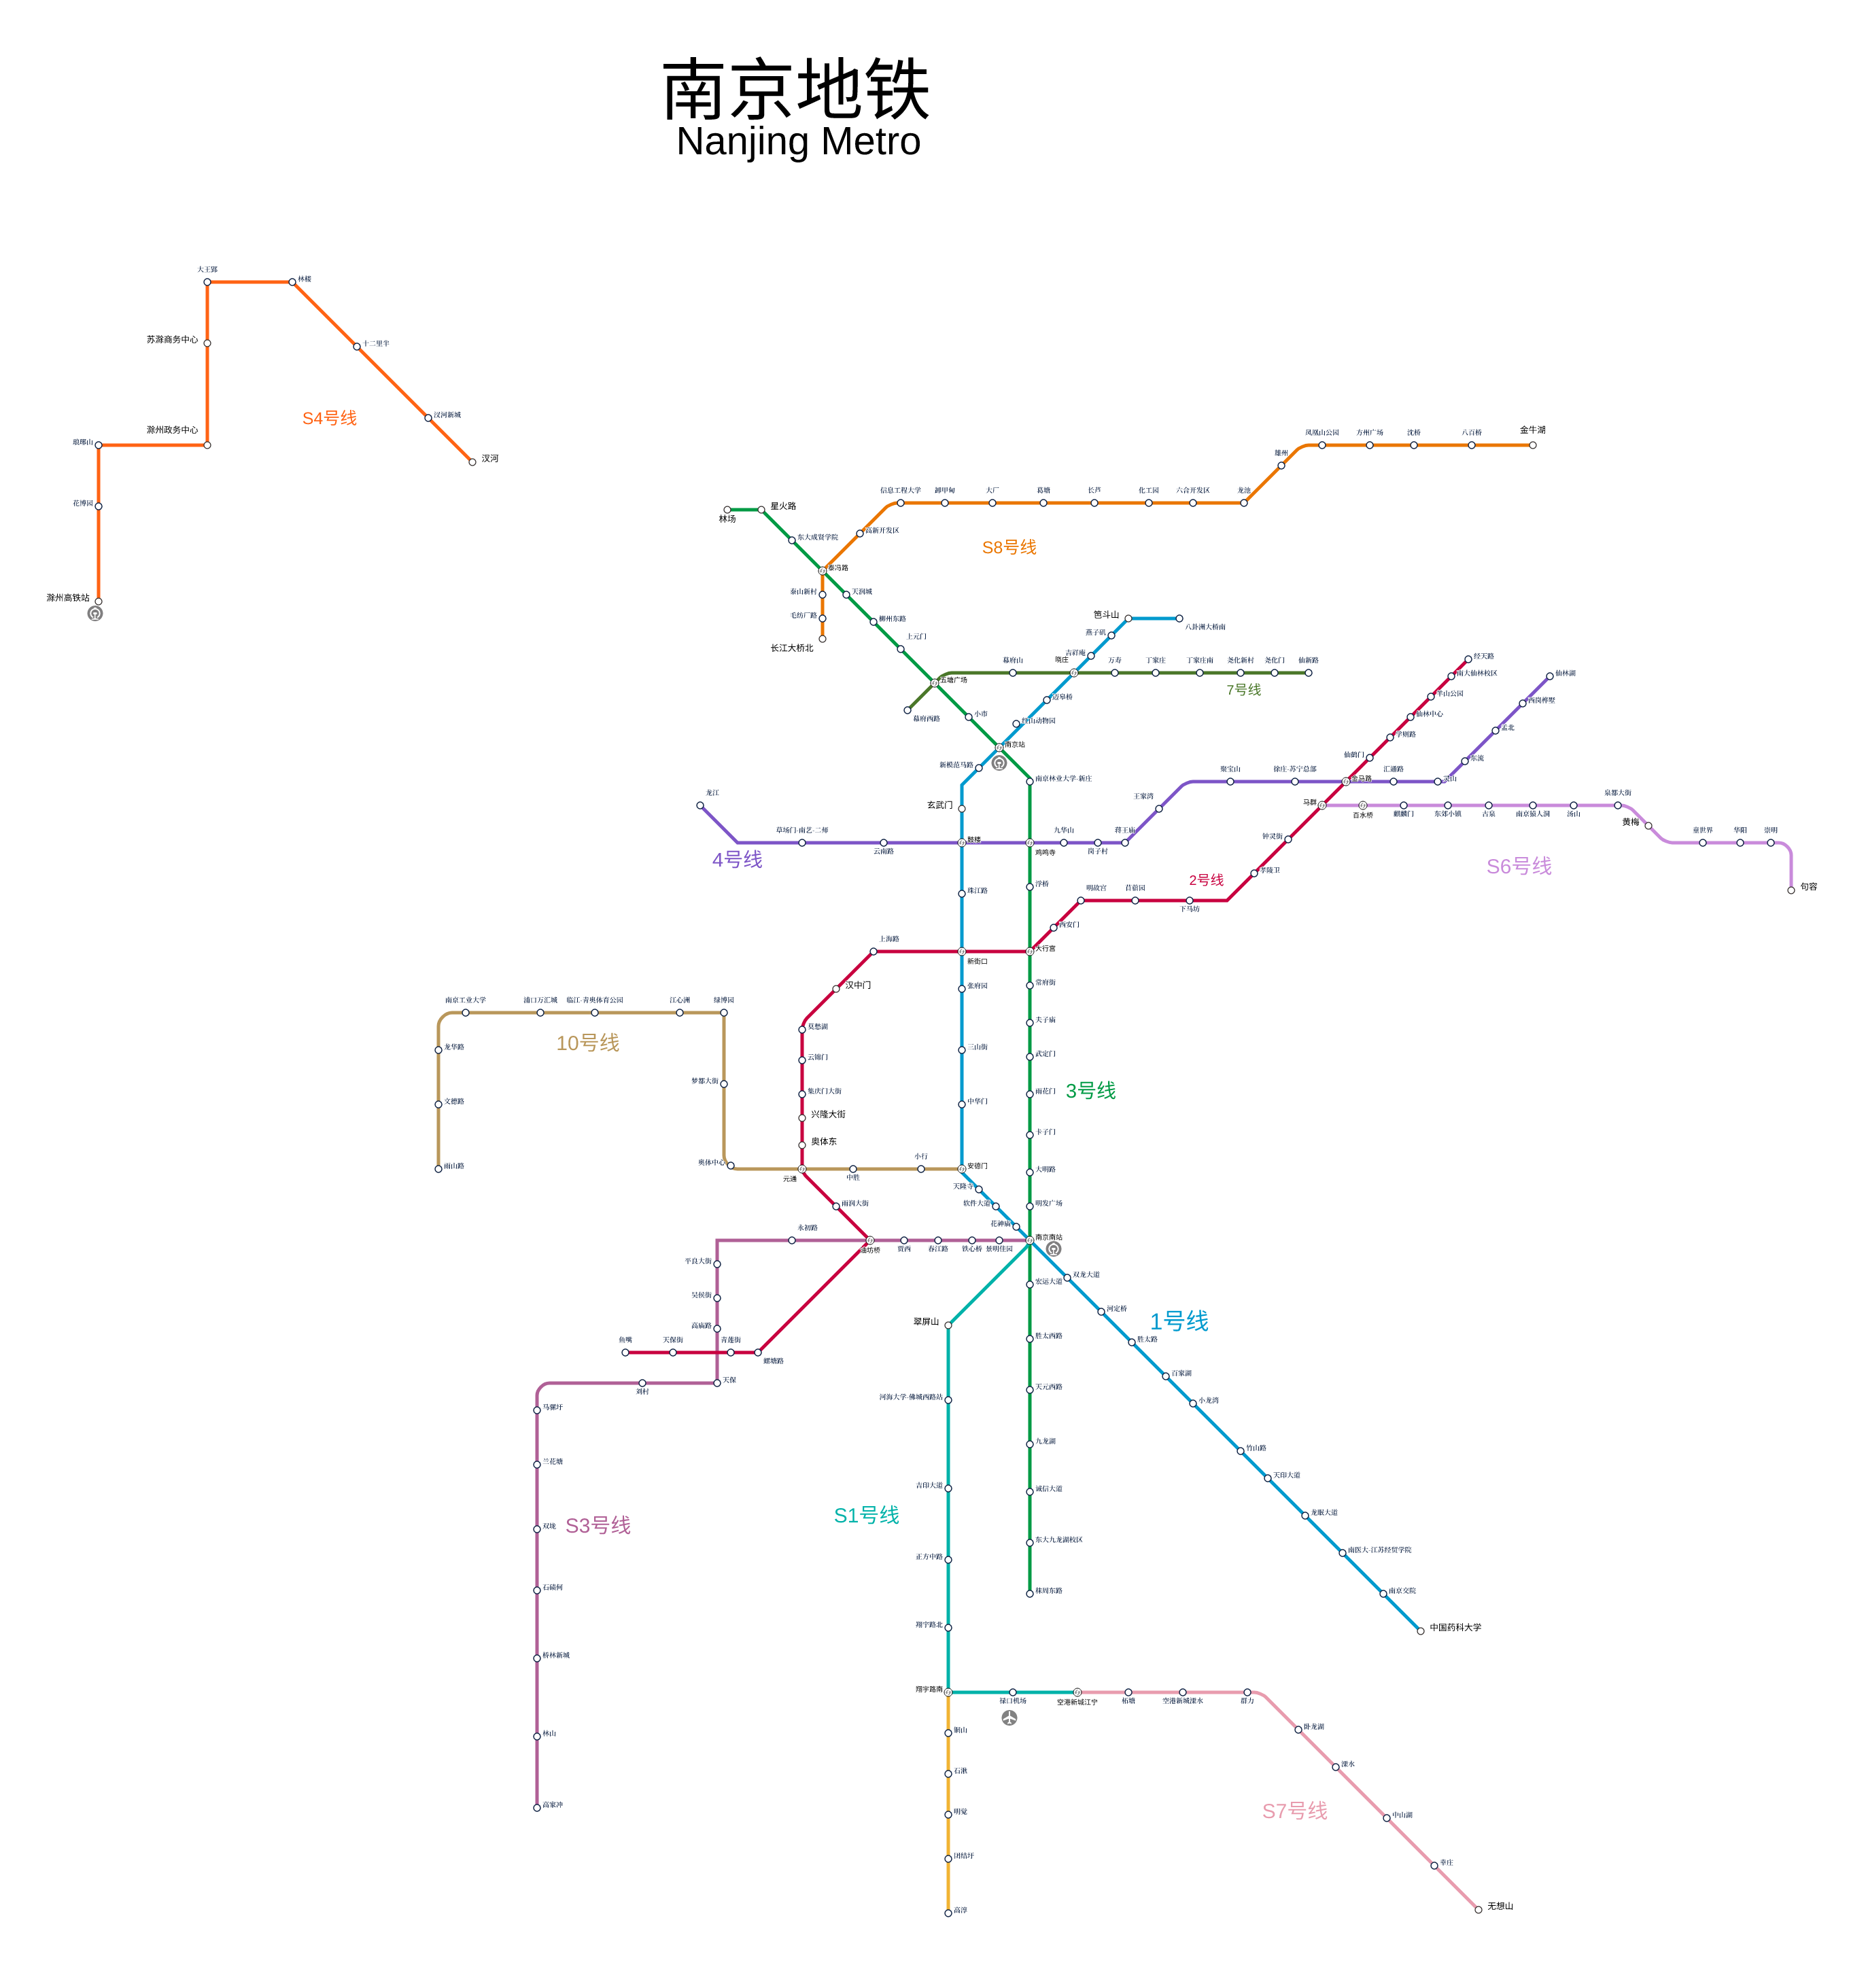 南京地铁
Nanjing Metro
大王郢
林楼
苏滁商务中心
十二里半
S4号线
汊河新城
滁州政务中心
琅琊山
汊河
花博园
滁州高铁站
凤凰山公园
方州广场
沈桥
八百桥
金牛湖
雄州
信息工程大学
卸甲甸
大厂
葛塘
长芦
化工园
六合开发区
龙池
星火路
林场
高新开发区
东大成贤学院
S8号线
泰冯路
泰山新村
天润城
毛纺厂路
柳州东路
长江大桥北
上元门
笆斗山
八卦洲大桥南
燕子矶
吉祥庵
晓庄
幕府山
万寿
丁家庄
丁家庄南
尧化新村
尧化门
仙新路
7号线
五塘广场
幕府西路
迈皋桥
小市
红山动物园
南京站
新模范马路
南京林业大学·新庄
经天路
南大仙林校区
羊山公园
仙林中心
学则路
仙鹤门
金马路
仙林湖
西岗桦墅
孟北
东流
灵山
汇通路
徐庄·苏宁总部
聚宝山
王家湾
蒋王庙
岗子村
九华山
鸡鸣寺
鼓楼
云南路
草场门·南艺·二师
龙江
4号线
玄武门
马群
百水桥
麒麟门
东郊小镇
古泉
南京猿人洞
汤山
泉都大街
黄梅
童世界
华阳
崇明
句容
S6号线
钟灵街
孝陵卫
2号线
下马坊
苜蓿园
明故宫
西安门
大行宫
浮桥
珠江路
新街口
上海路
汉中门
张府园
常府街
莫愁湖
夫子庙
云锦门
三山街
武定门
集庆门大街
中华门
雨花门
3号线
兴隆大街
奥体东
卡子门
南京工业大学
浦口万汇城
临江·青奥体育公园
江心洲
绿博园
10号线
龙华路
文德路
雨山路
梦都大街
奥体中心
元通
中胜
小行
安德门
大明路
天隆寺
软件大道
花神庙
明发广场
南京南站
雨润大街
油坊桥
永初路
贾西
春江路
铁心桥
景明佳园
平良大街
吴侯街
高庙路
鱼嘴
天保街
青莲街
螺塘路
天保
刘村
马骡圩
兰花塘
双垅
S3号线
石碛河
桥林新城
林山
高家冲
宏运大道
双龙大道
河定桥
1号线
胜太西路
胜太路
翠屏山
百家湖
天元西路
小龙湾
河海大学·佛城西路站
九龙湖
竹山路
天印大道
吉印大道
诚信大道
龙眠大道
S1号线
东大九龙湖校区
南医大·江苏经贸学院
正方中路
秣周东路
南京交院
翔宇路北
中国药科大学
翔宇路南
禄口机场
空港新城江宁
柘塘
空港新城溧水
群力
卧龙湖
溧水
S7号线
中山湖
幸庄
无想山
铜山
石湫
明觉
团结圩
高淳